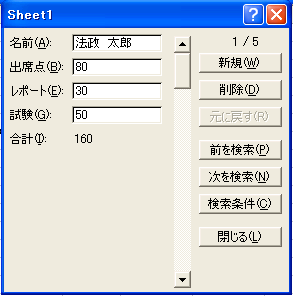 Sheet1
名前(A): 法政　太郎
出席点(B): 80
レポート(E): 30
試験(G): 50
合計(I): 160
1 / 5
新規(W)
削除(D)
元に戻す(R)
前を検索(P)
次を検索(N)
検索条件(C)
閉じる(L)